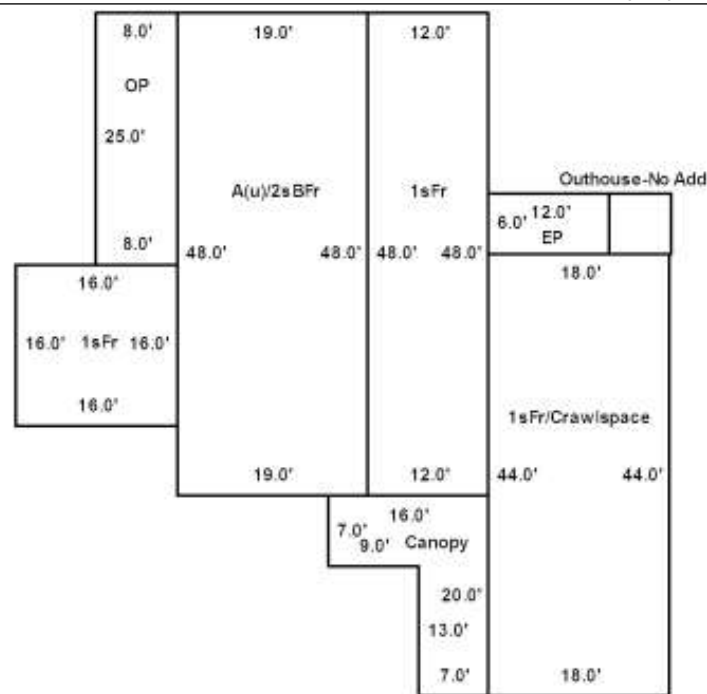 8.0' 19.0' 12.0'
OP
25.0'
Outhouse-No Add
A(u)/2sBFr 1sFr
6.0' 12.0'
EP
8.0' 48.0' 48.0' 48.0' 48.0'
16.0' 18.0'
16.0' 1sFr 16.0'
16.0'
1sFr/Crawlspace
19.0' 12.0' 44.0' 44.0'
16.0'
7.0'
9.0' Canopy
20.0'
13.0'
7.0' 18.0'